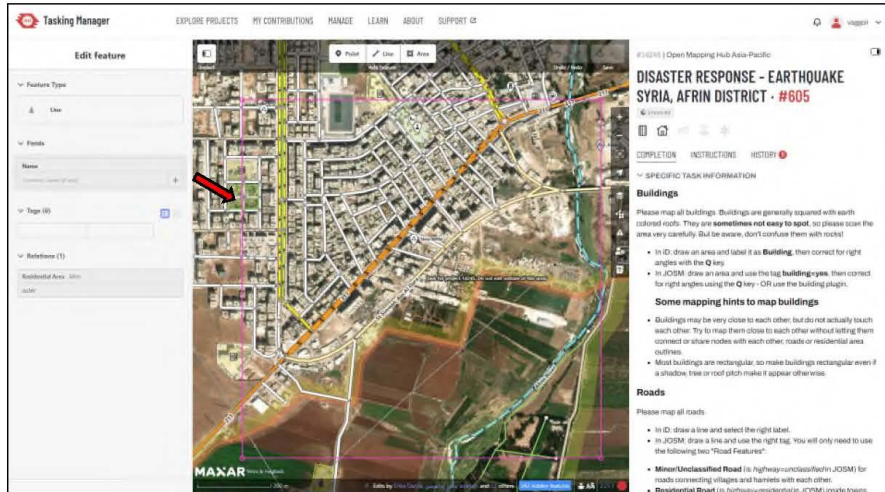 Tasking Manager
EXPLORE PROJECTS MY CONTRIBUTIONS MANAGE LEARN ABOUT SUPPORT
Edit feature
Feature Type
Line
Fields
Name
Tags (0)
Relations (1)
Residential Area
outer
Point Line Area
MAXAR
#14245 | Open Mapping Hub Asia-Pacific
DISASTER RESPONSE - EARTHQUAKE
SYRIA, AFRIN DISTRICT · #605
COMPLETION INSTRUCTIONS HISTORY
SPECIFIC TASK INFORMATION
Buildings
Please map all buildings. Buildings are generally squared with earth
colored roofs. They are sometimes not easy to spot, so please scan the
area very carefully. But be aware, don't confuse them with rocks!
• In iD: draw an area and label it as Building, then correct for right
angles with the Q key.
• In JOSM: draw an area and use the tag building=yes, then correct
for right angles using the Q key - OR use the building plugin.
Some mapping hints to map buildings
• Buildings may be very close to each other, but do not actually touch
each other. Try to map them close to each other without letting them
connect or share nodes with each other, roads or residential area
outlines.
• Most buildings are rectangular, so make buildings rectangular even if
a shadow, tree or roof pitch make it appear otherwise.
Roads
Please map all roads
• In iD: draw a line and select the right label.
• In JOSM: draw a line and use the right tag. You will only need to use
the following two "Road Features":
• Minor/Unclassified Road (is highway=unclassified in JOSM) for
roads connecting villages and hamlets with each other.
• Residential Road (is highway=residential in JOSM) inside towns